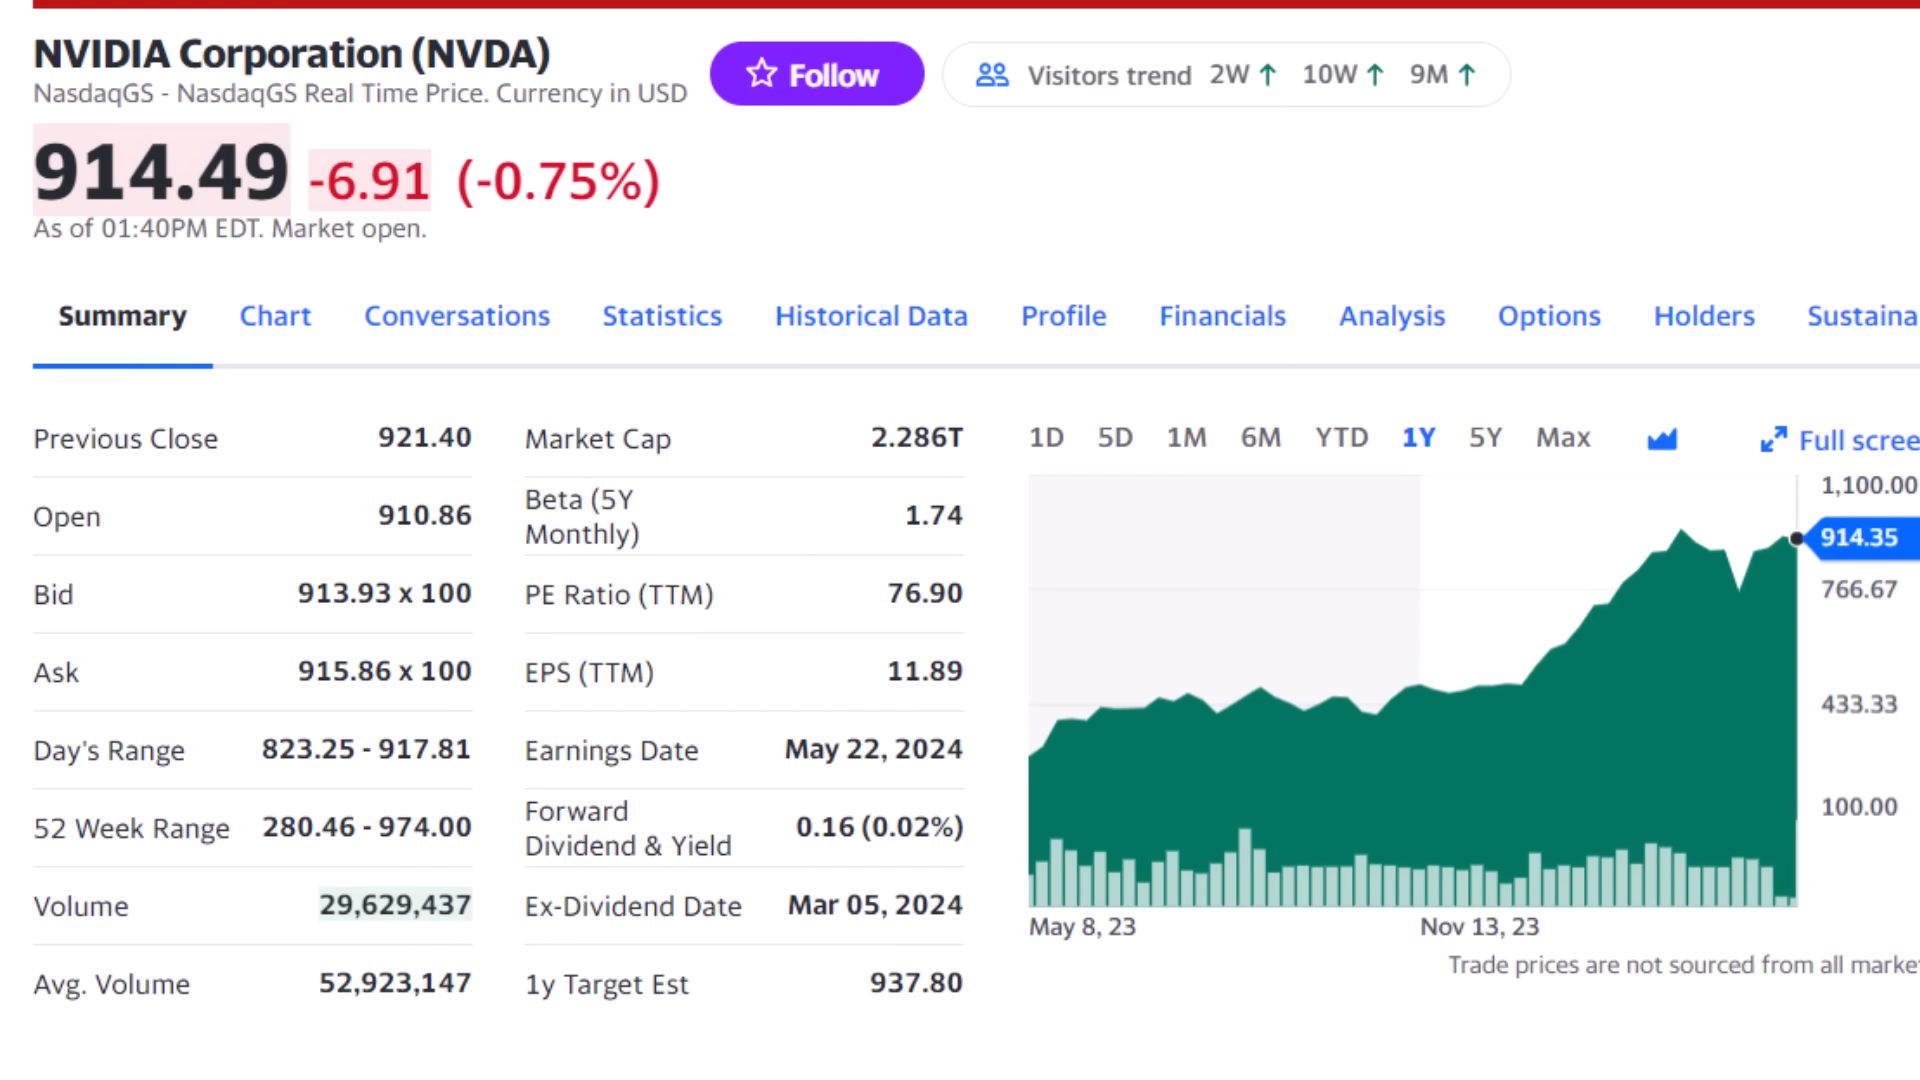 NVIDIA Corporation (NVDA)
NasdaqGS - NasdaqGS Real Time Price. Currency in USD
Follow
Visitors trend 2W ↑ 10W ↑ 9M ↑
914.49 -6.91 (-0.75%)
As of 01:40PM EDT. Market open.
Summary Chart Conversations Statistics Historical Data Profile Financials Analysis Options Holders Sustaina
Previous Close 921.40
Open 910.86
Bid 913.93 x 100
Ask 915.86 x 100
Day's Range 823.25 - 917.81
52 Week Range 280.46 - 974.00
Volume 29,629,437
Avg. Volume 52,923,147
Market Cap 2.286T
Beta (5Y
Monthly) 1.74
PE Ratio (TTM) 76.90
EPS (TTM) 11.89
Earnings Date May 22, 2024
Forward
Dividend & Yield 0.16 (0.02%)
Ex-Dividend Date Mar 05, 2024
1y Target Est 937.80
1D 5D 1M 6M YTD 1Y 5Y Max
Full scree
1,100.00
914.35
766.67
433.33
100.00
May 8, 23 Nov 13, 23
Trade prices are not sourced from all marke